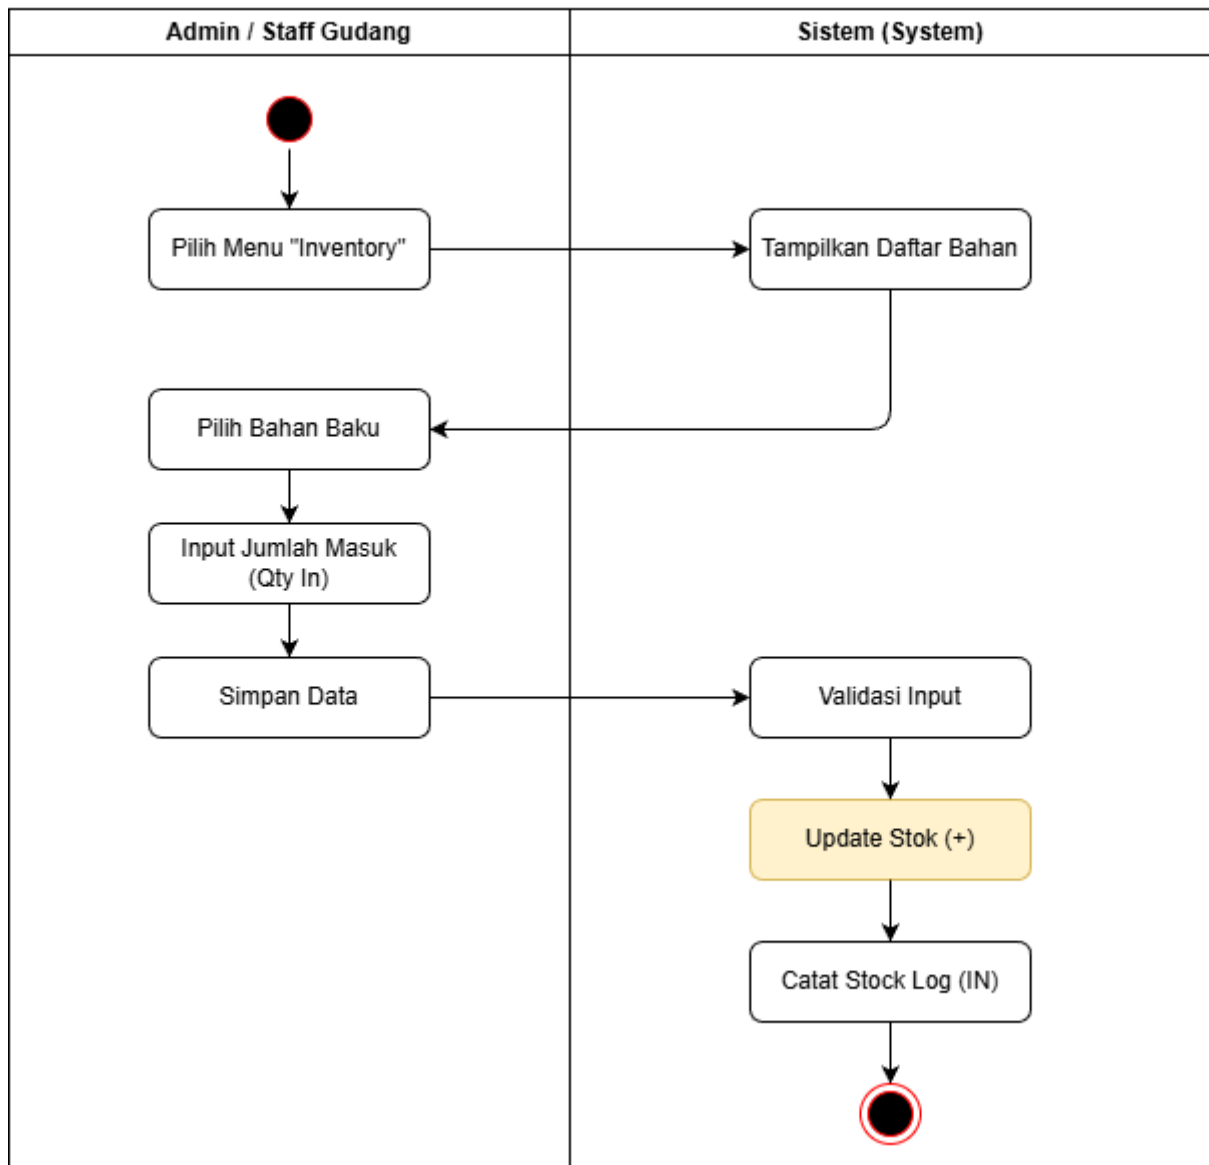 Admin / Staff Gudang
Sistem (System)
Pilih Menu "Inventory"
Tampilkan Daftar Bahan
Pilih Bahan Baku
Input Jumlah Masuk
(Qty In)
Simpan Data
Validasi Input
Update Stok (+)
Catat Stock Log (IN)